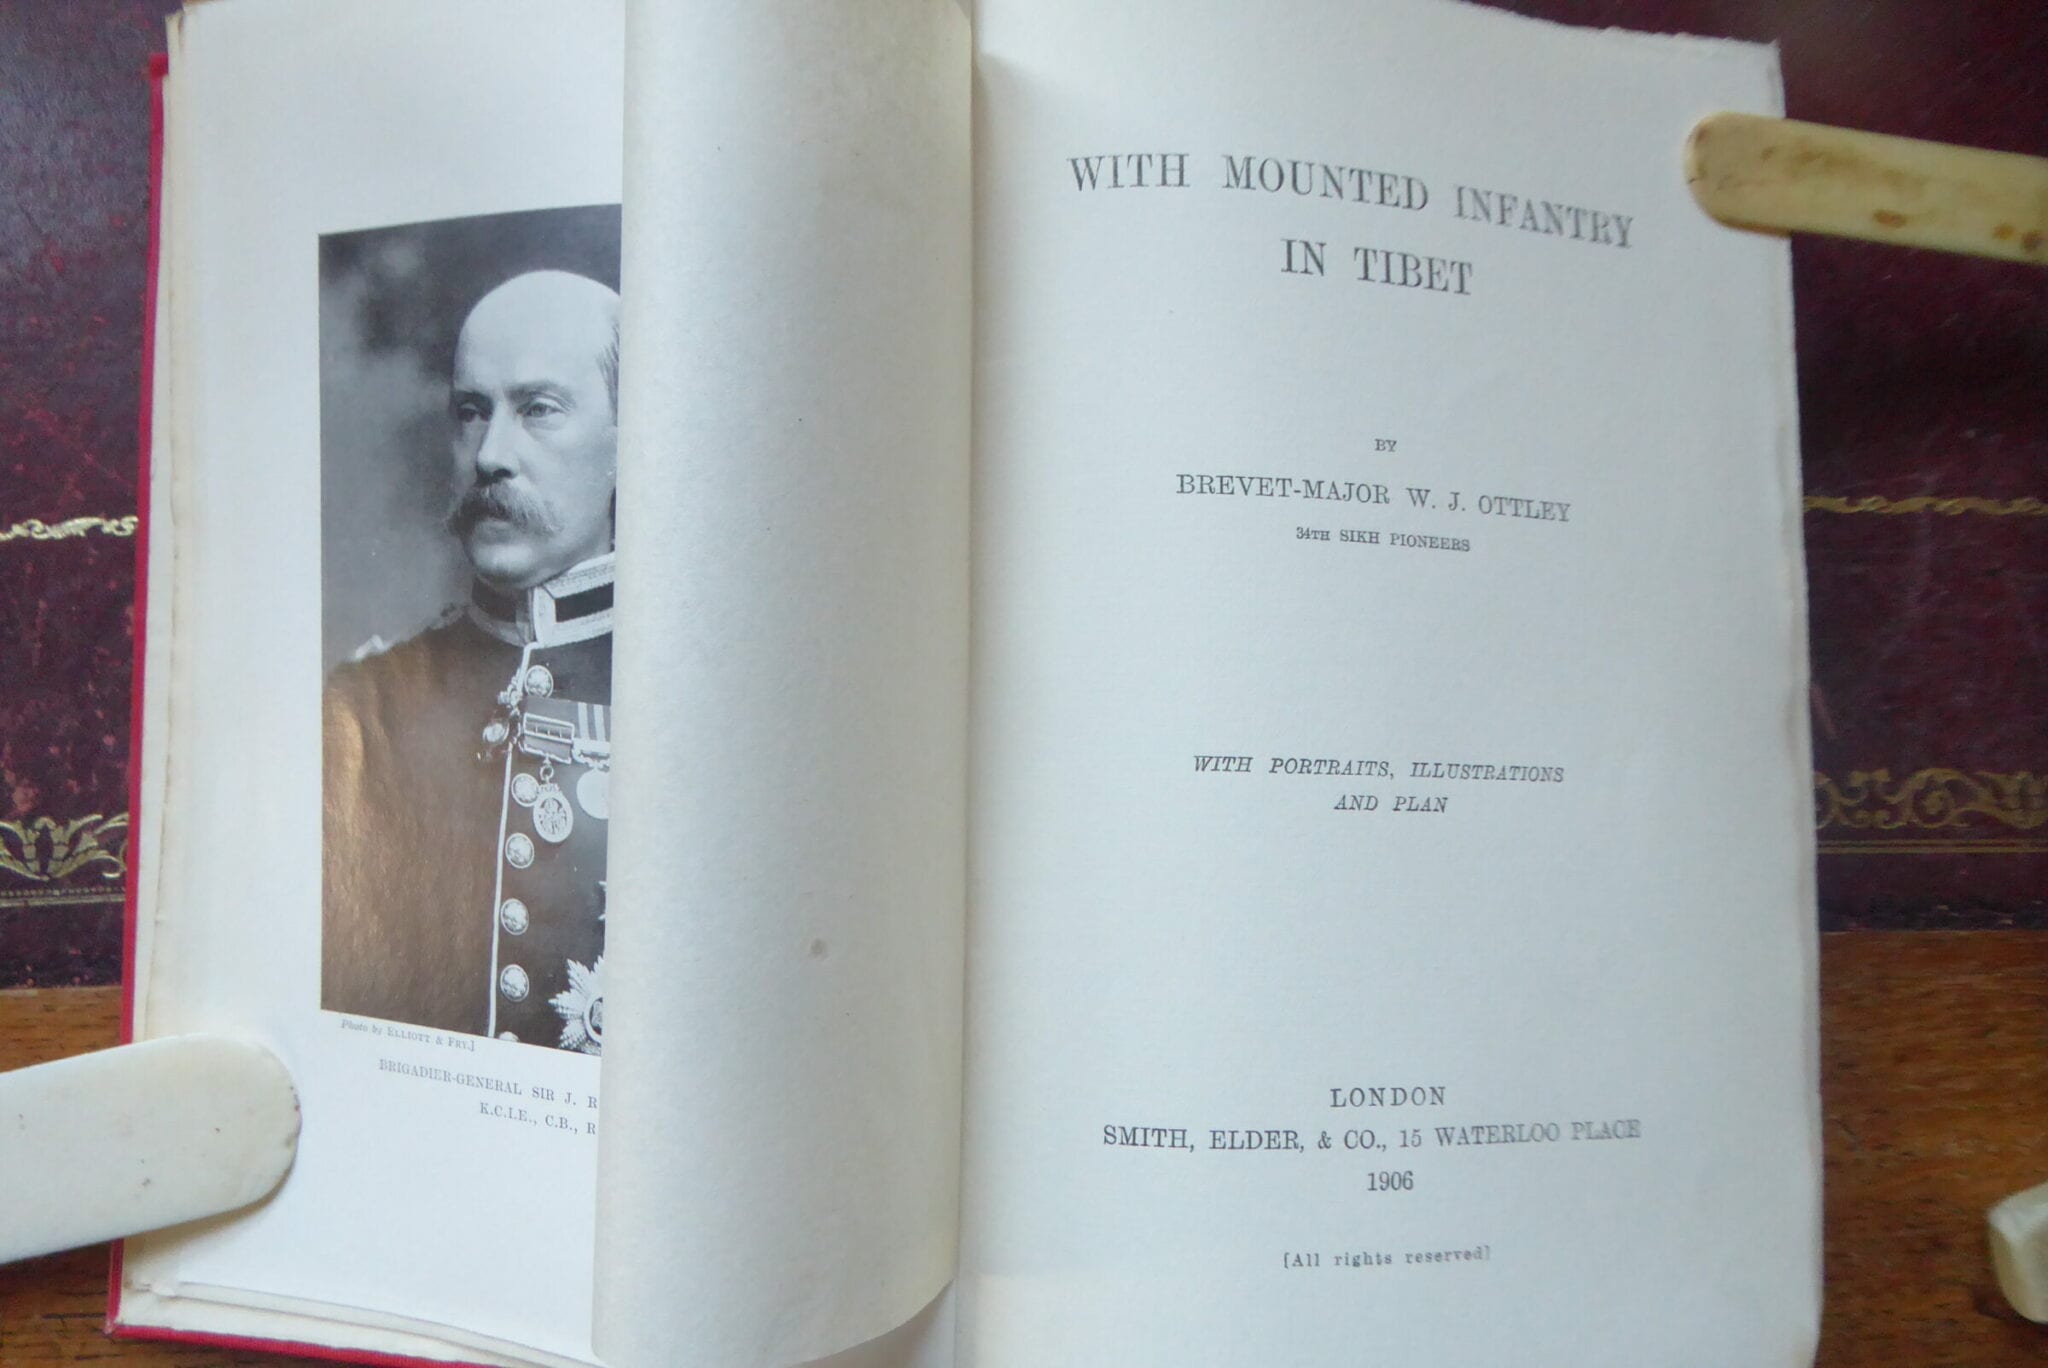 Photo by ELLIOTT & FRY.]
BRIGADIER-GENERAL SIR J. R
K.C.I.E., C.B., R
WITH MOUNTED INFANTRY
IN TIBET
BY
BREVET-MAJOR W. J. OTTLEY
34TH SIKH PIONEERS
WITH PORTRAITS, ILLUSTRATIONS
AND PLAN
LONDON
SMITH, ELDER, & CO., 15 WATERLOO PLACE
1906
[All rights reserved]